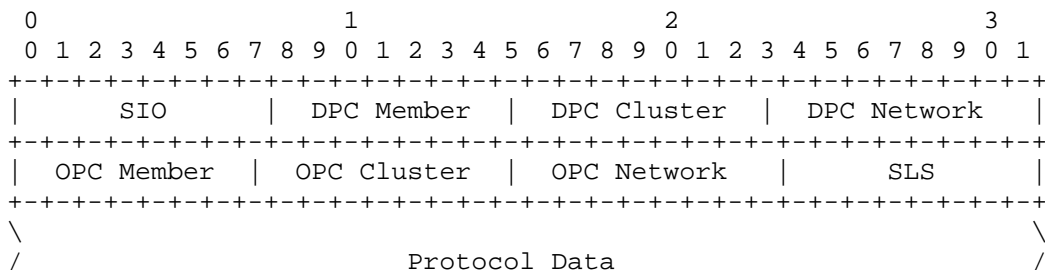 0                   1                   2                   3
 0 1 2 3 4 5 6 7 8 9 0 1 2 3 4 5 6 7 8 9 0 1 2 3 4 5 6 7 8 9 0 1
+-+-+-+-+-+-+-+-+-+-+-+-+-+-+-+-+-+-+-+-+-+-+-+-+-+-+-+-+-+-+-+-+
|      SIO      |  DPC Member  |  DPC Cluster  |  DPC Network   |
+-+-+-+-+-+-+-+-+-+-+-+-+-+-+-+-+-+-+-+-+-+-+-+-+-+-+-+-+-+-+-+-+
|  OPC Member  |  OPC Cluster  |  OPC Network   |      SLS      |
+-+-+-+-+-+-+-+-+-+-+-+-+-+-+-+-+-+-+-+-+-+-+-+-+-+-+-+-+-+-+-+-+
\                                                               \
/                        Protocol Data                          /